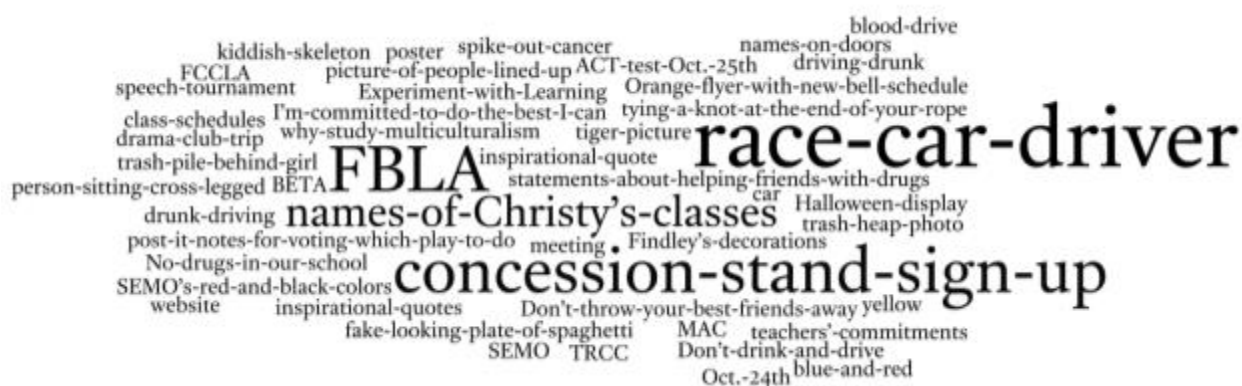 blood-drive
kiddish-skeleton poster spike-out-cancer names-on-doors
FCCLA picture-of-people-lined-up ACT-test-Oct.-25th driving-drunk
speech-tournament Experiment-with-Learning Orange-flyer-with-new-bell-schedule
class-schedules I'm-committed-to-do-the-best-I-can tying-a-knot-at-the-end-of-your-rope
drama-club-trip why-study-multiculturalism tiger-picture race-car-driver
trash-pile-behind-girl FBLA inspirational-quote
person-sitting-cross-legged BETA statements-about-helping-friends-with-drugs
drunk-driving names-of-Christy's-classes car Halloween-display
trash-heap-photo
post-it-notes-for-voting-which-play-to-do meeting Findley's-decorations
No-drugs-in-our-school concession-stand-sign-up
SEMO's-red-and-black-colors
website inspirational-quotes Don't-throw-your-best-friends-away yellow
fake-looking-plate-of-spaghetti MAC teachers'-commitments
SEMO TRCC Don't-drink-and-drive
Oct.-24th blue-and-red